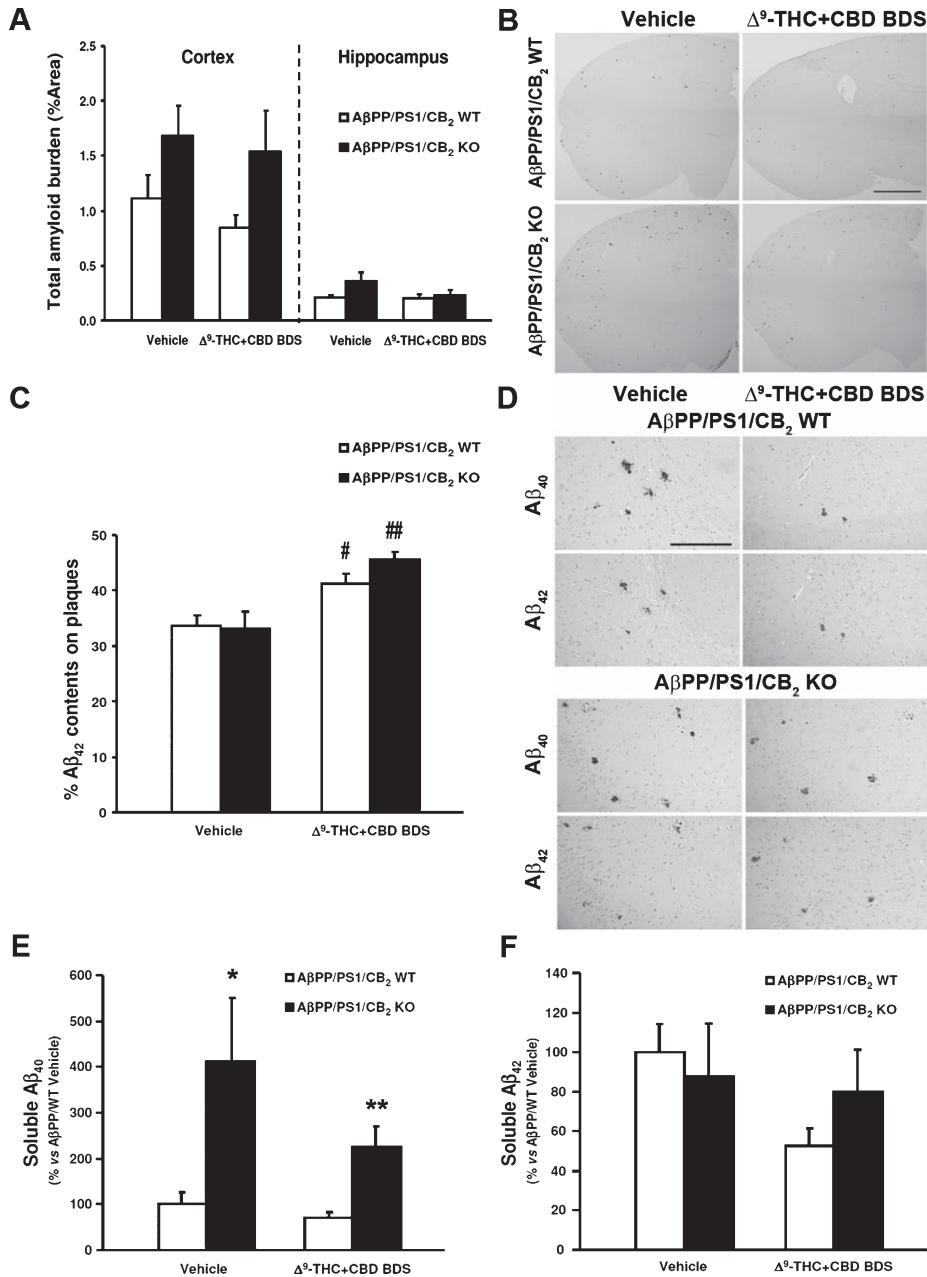 A
Total amyloid burden (%Area)
2.5
2.0
1.5
1.0
0.5
0.0
Cortex
Hippocampus
AβPP/PS1/CB₂ WT
AβPP/PS1/CB₂ KO
Vehicle
Δ⁹-THC+CBD BDS
Vehicle
Δ⁹-THC+CBD BDS
B
Vehicle
Δ⁹-THC+CBD BDS
AβPP/PS1/CB₂ WT
AβPP/PS1/CB₂ KO
C
AβPP/PS1/CB₂ WT
AβPP/PS1/CB₂ KO
% Aβ₄₂ contents on plaques
50
40
30
20
10
0
#
##
Vehicle
Δ⁹-THC+CBD BDS
D
Vehicle
Δ⁹-THC+CBD BDS
AβPP/PS1/CB₂ WT
Aβ₄₀
Aβ₄₂
AβPP/PS1/CB₂ KO
Aβ₄₀
Aβ₄₂
E
Soluble Aβ₄₀
(% vs AβPP/WT Vehicle)
600
500
400
300
200
100
0
*
**
AβPP/PS1/CB₂ WT
AβPP/PS1/CB₂ KO
Vehicle
Δ⁹-THC+CBD BDS
F
Soluble Aβ₄₂
(% vs AβPP/WT Vehicle)
140
120
100
80
60
40
20
0
AβPP/PS1/CB₂ WT
AβPP/PS1/CB₂ KO
Vehicle
Δ⁹-THC+CBD BDS